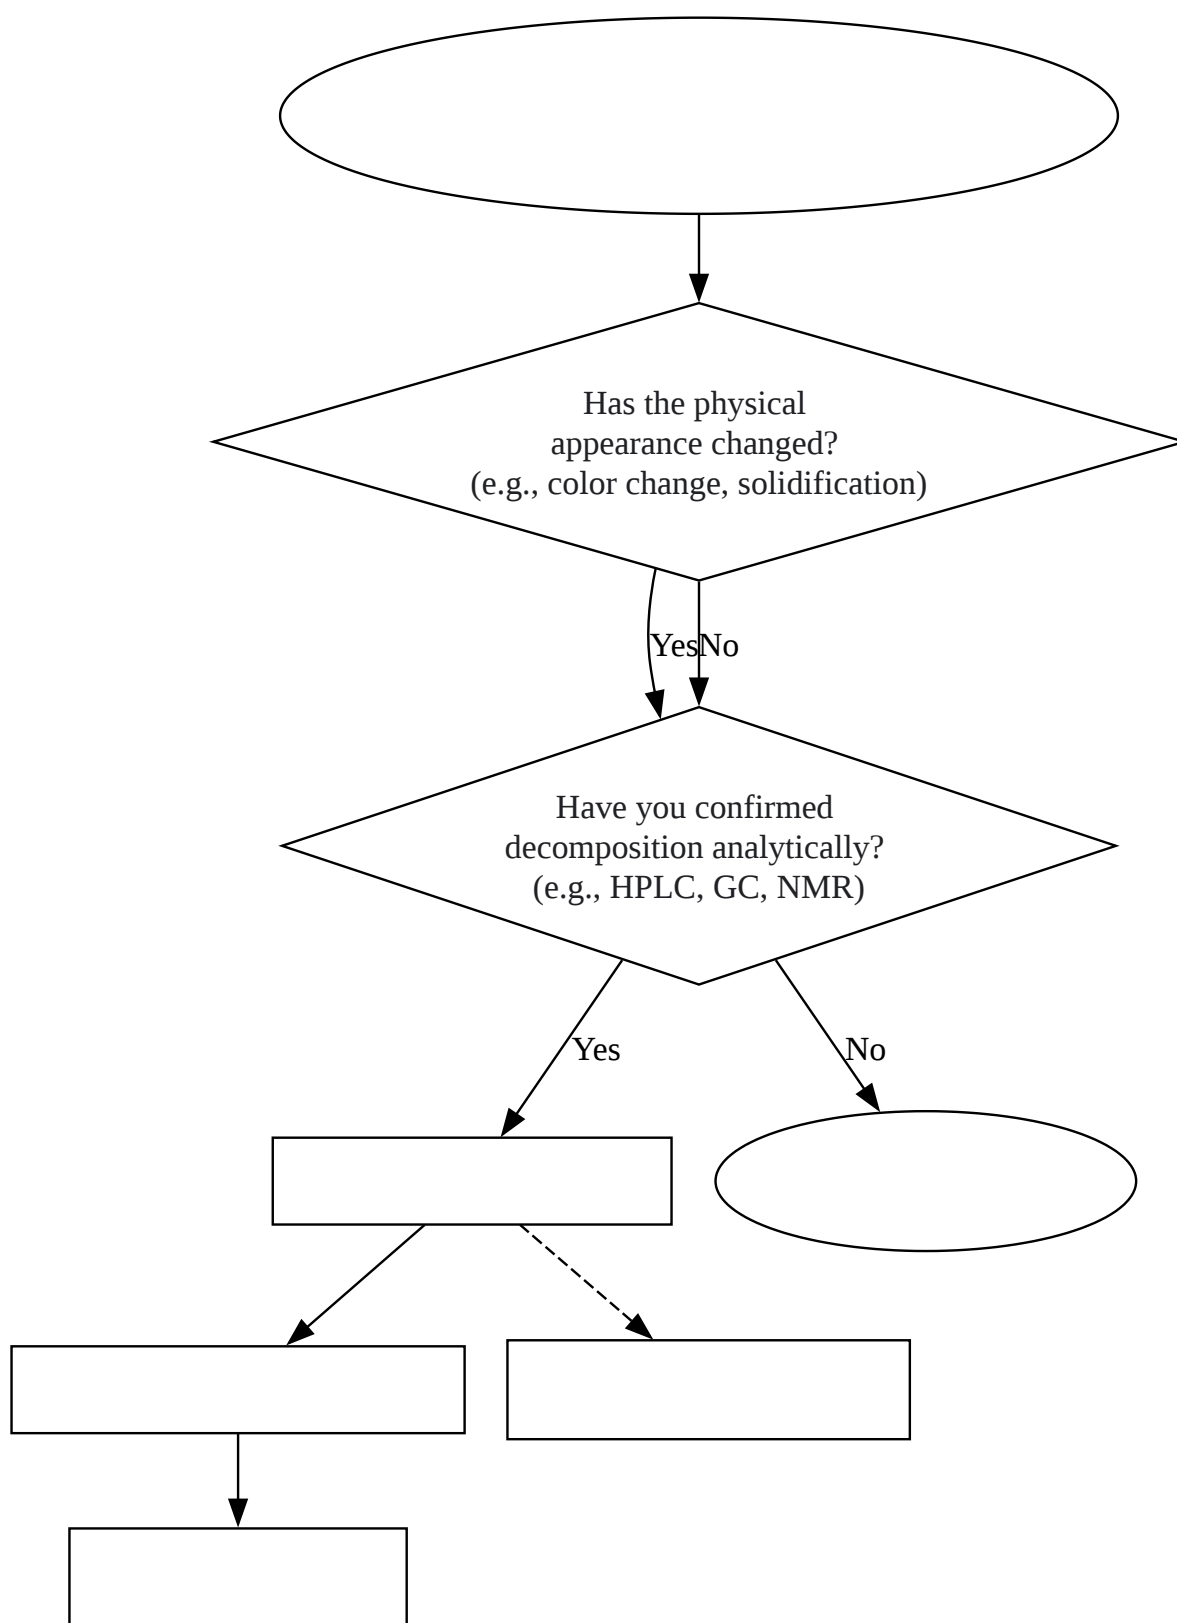 Has the physical
appearance changed?
(e.g., color change, solidification)
Yes
No
Have you confirmed
decomposition analytically?
(e.g., HPLC, GC, NMR)
Yes
No